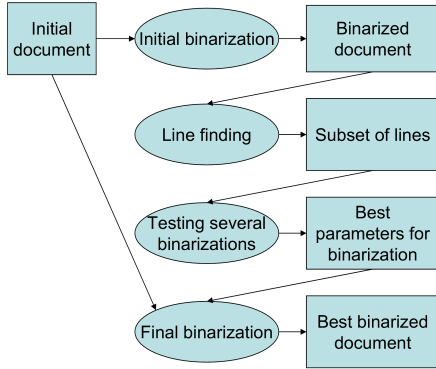 Initial
document
Initial binarization
Binarized
document
Line finding
Subset of lines
Testing several
binarizations
Best
parameters for
binarization
Final binarization
Best binarized
document